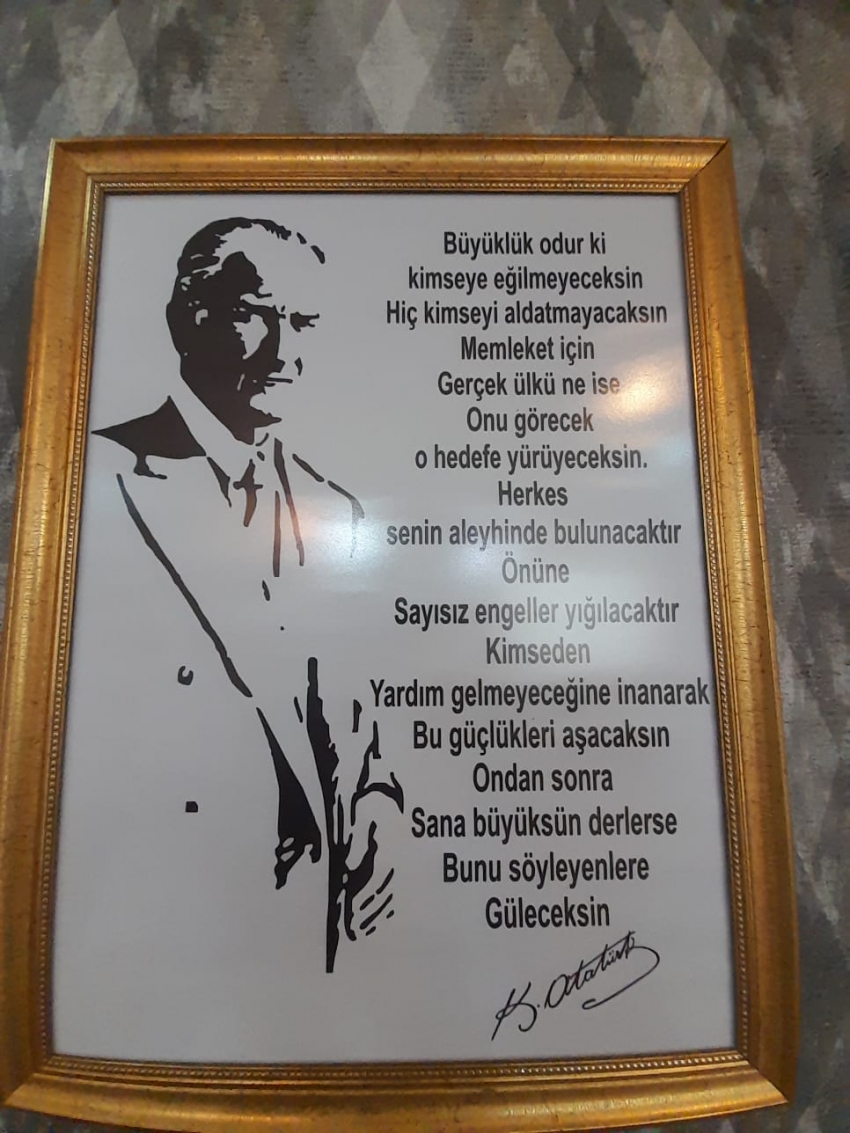 Büyüklük odur ki
kimseye eğilmeyeceksin
Hiç kimseyi aldatmayacaksın
Memleket için
Gerçek ülkü ne ise
Onu görecek
o hedefe yürüyeceksin.
Herkes
senin aleyhinde bulunacaktır
Önüne
Sayısız engeller yığılacaktır
Kimseden
Yardım gelmeyeceğine inanarak
Bu güçlükleri aşacaksın
Ondan sonra
Sana büyüksün derlerse
Bunu söyleyenlere
Güleceksin
K. Atatürk